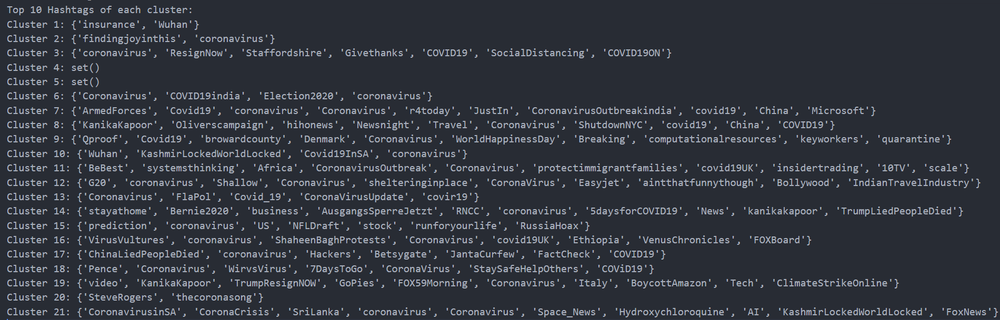 Top 10 Hashtags of each cluster:
Cluster 1: {'insurance', 'Wuhan'}
Cluster 2: {'findingjoyinthis', 'coronavirus'}
Cluster 3: {'coronavirus', 'ResignNow', 'Staffordshire', 'Givethanks', 'COVID19', 'SocialDistancing', 'COVID19ON'}
Cluster 4: set()
Cluster 5: set()
Cluster 6: {'Coronavirus', 'COVID19india', 'Election2020', 'coronavirus'}
Cluster 7: {'ArmedForces', 'Covid19', 'coronavirus', 'Coronavirus', 'r4today', 'JustIn', 'CoronavirusOutbreakindia', 'covid19', 'China', 'Microsoft'}
Cluster 8: {'KanikaKapoor', 'Oliverscampaign', 'hihonews', 'Newsnight', 'Travel', 'Coronavirus', 'ShutdownNYC', 'covid19', 'China', 'COVID19'}
Cluster 9: {'Qproof', 'Covid19', 'browardcounty', 'Denmark', 'Coronavirus', 'WorldHappinessDay', 'Breaking', 'computationalresources', 'keyworkers', 'quarantine'}
Cluster 10: {'Wuhan', 'KashmirLockedWorldLocked', 'Covid19InSA', 'coronavirus'}
Cluster 11: {'BeBest', 'systemsthinking', 'Africa', 'CoronavirusOutbreak', 'Coronavirus', 'protectimmigrantfamilies', 'covid19UK', 'insidertrading', '10TV', 'scale'}
Cluster 12: {'G20', 'coronavirus', 'Shallow', 'Coronavirus', 'shelteringinplace', 'CoronaVirus', 'Easyjet', 'aintthatfunnythough', 'Bollywood', 'IndianTravelIndustry'}
Cluster 13: {'Coronavirus', 'FlaPol', 'Covid_19', 'CoronaVirusUpdate', 'covir19'}
Cluster 14: {'stayathome', 'Bernie2020', 'business', 'AusgangsSperreJetzt', 'RNCC', 'coronavirus', '5daysforCOVID19', 'News', 'kanikakapoor', 'TrumpLiedPeopleDied'}
Cluster 15: {'prediction', 'coronavirus', 'US', 'NFLDraft', 'stock', 'runforyourlife', 'RussiaHoax'}
Cluster 16: {'VirusVultures', 'coronavirus', 'ShaheenBaghProtests', 'Coronavirus', 'covid19UK', 'Ethiopia', 'VenusChronicles', 'FOXBoard'}
Cluster 17: {'ChinaLiedPeopleDied', 'coronavirus', 'Hackers', 'Betsygate', 'JantaCurfew', 'FactCheck', 'COVID19'}
Cluster 18: {'Pence', 'Coronavirus', 'WirvsVirus', '7DaysToGo', 'CoronaVirus', 'StaySafeHelpOthers', 'COViD19'}
Cluster 19: {'video', 'KanikaKapoor', 'TrumpResignNOW', 'GoPies', 'FOX59Morning', 'Coronavirus', 'Italy', 'BoycottAmazon', 'Tech', 'ClimateStrikeOnline'}
Cluster 20: {'SteveRogers', 'thecoronasong'}
Cluster 21: {'CoronavirusinSA', 'CoronaCrisis', 'SriLanka', 'coronavirus', 'Coronavirus', 'Space_News', 'Hydroxychloroquine', 'AI', 'KashmirLockedWorldLocked', 'FoxNews'}